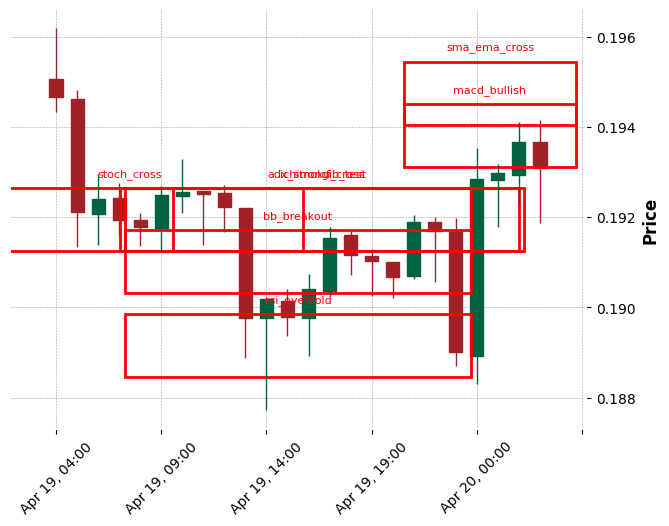 sma_ema_cross
macd_bullish
stoch_cross
bb_breakout
0.196
0.194
0.192
0.190
0.188
Price
Apr 19, 04:00
Apr 19, 09:00
Apr 19, 14:00
Apr 19, 19:00
Apr 20, 00:00